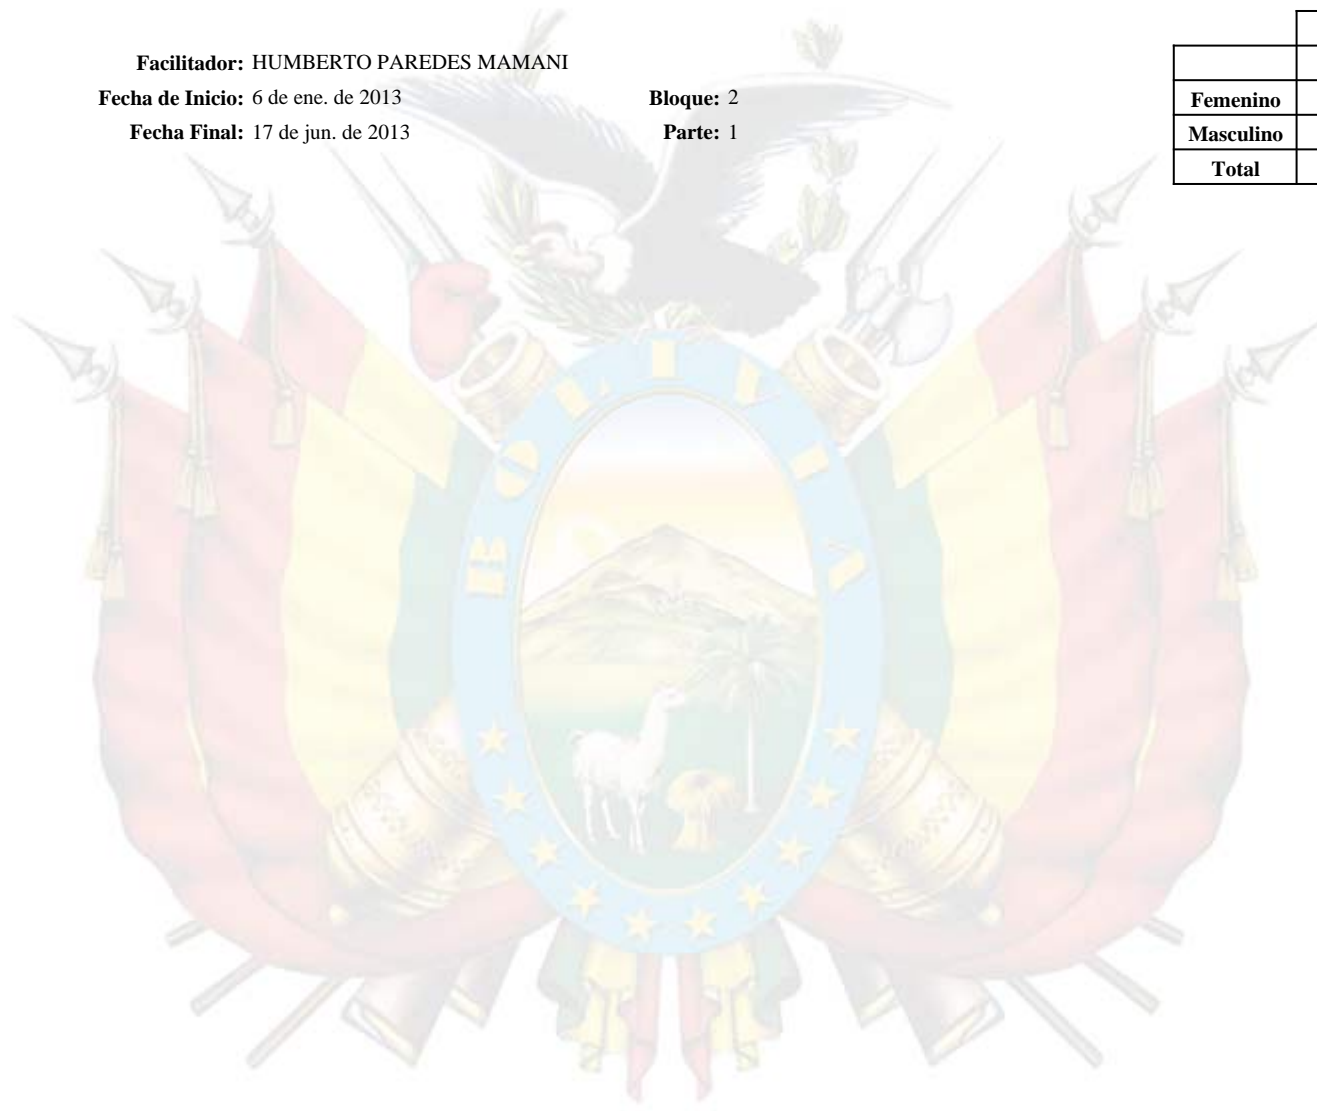 Facilitador: HUMBERTO PAREDES MAMANI
Fecha de Inicio: 6 de ene. de 2013 Bloque: 2
Fecha Final: 17 de jun. de 2013 Parte: 1
Femenino
Masculino
Total
BOLIVIA